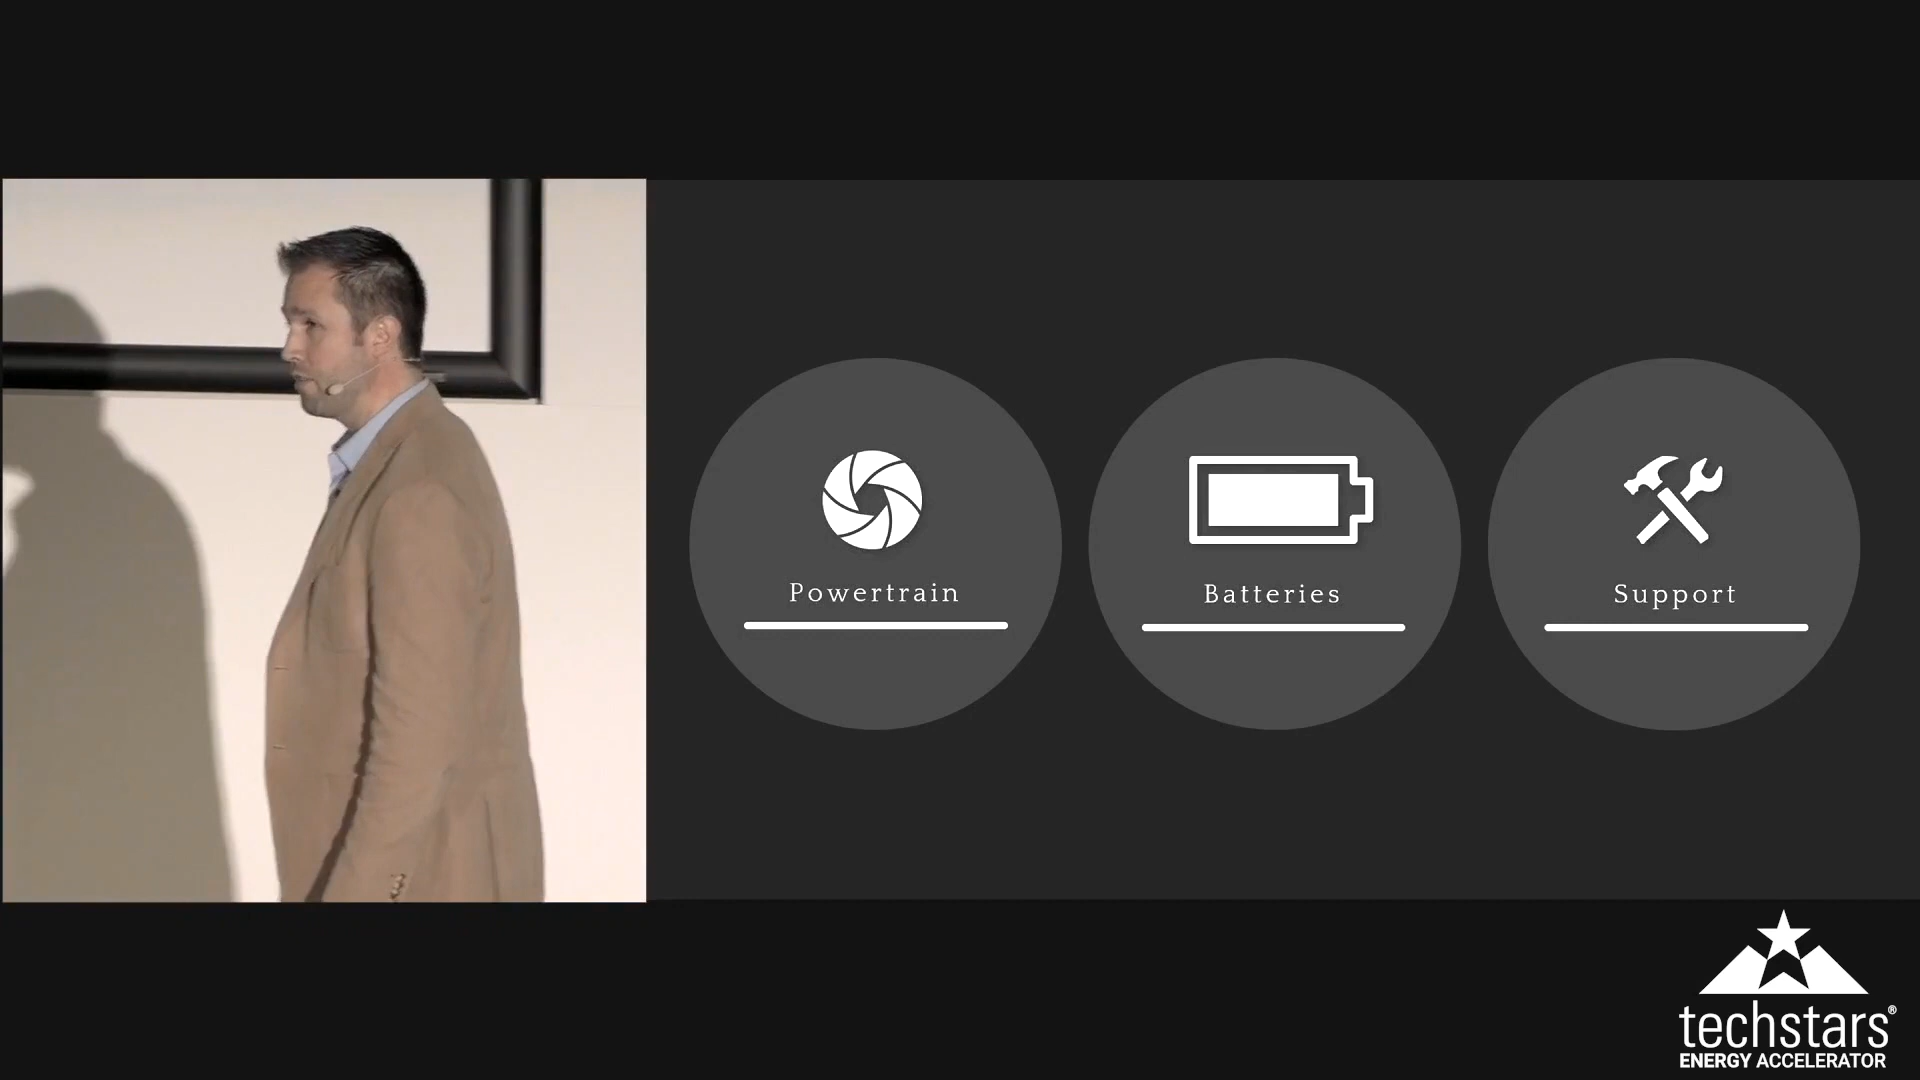 Powertrain
Batteries
Support
techstars®
ENERGY ACCELERATOR